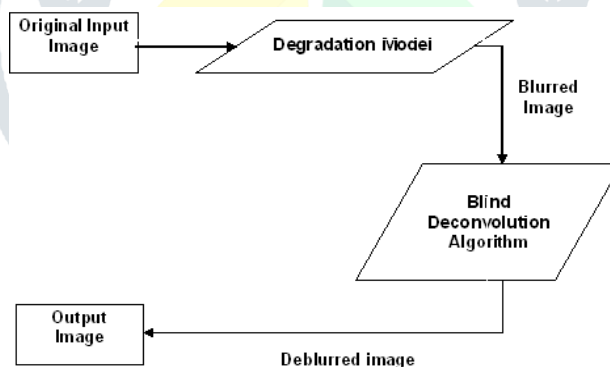 Original Input
Image
Degradation Model
Blurred
Image
Blind
Deconvolution
Algorithm
Output
Image
Deblurred image